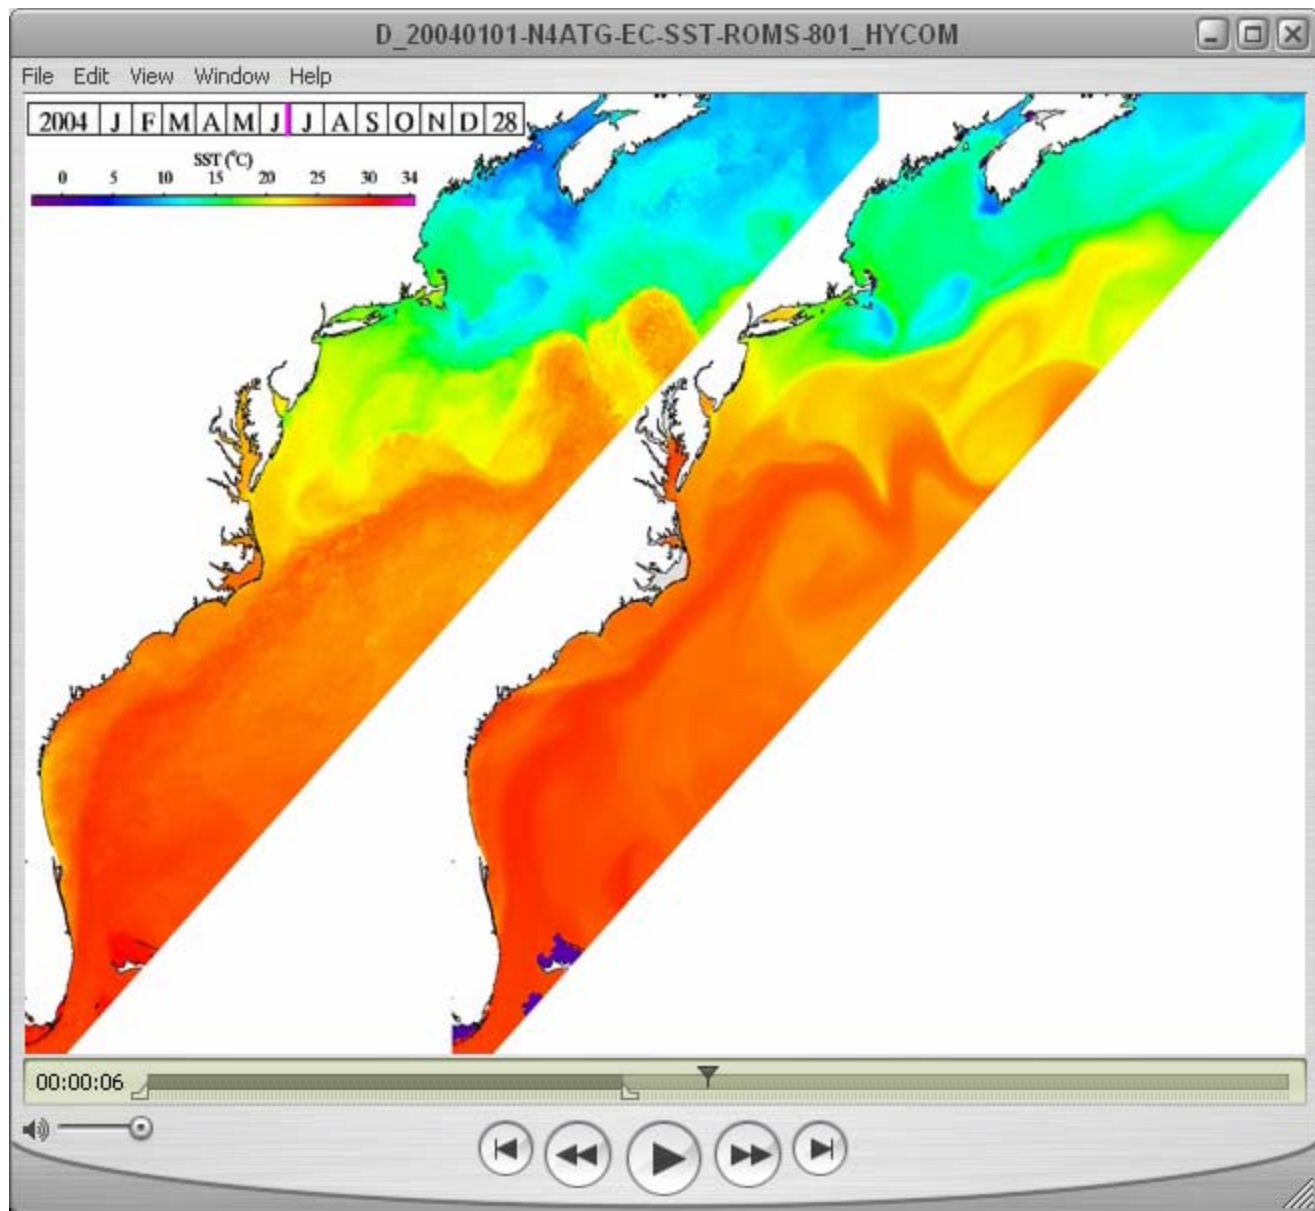 D_20040101-N4ATG-EC-SST-ROMS-801_HYCOM
File Edit View Window Help
2004 J F M A M J J A S O N D 28
SST (°C)
0 5 10 15 20 25 30 34
00:00:06